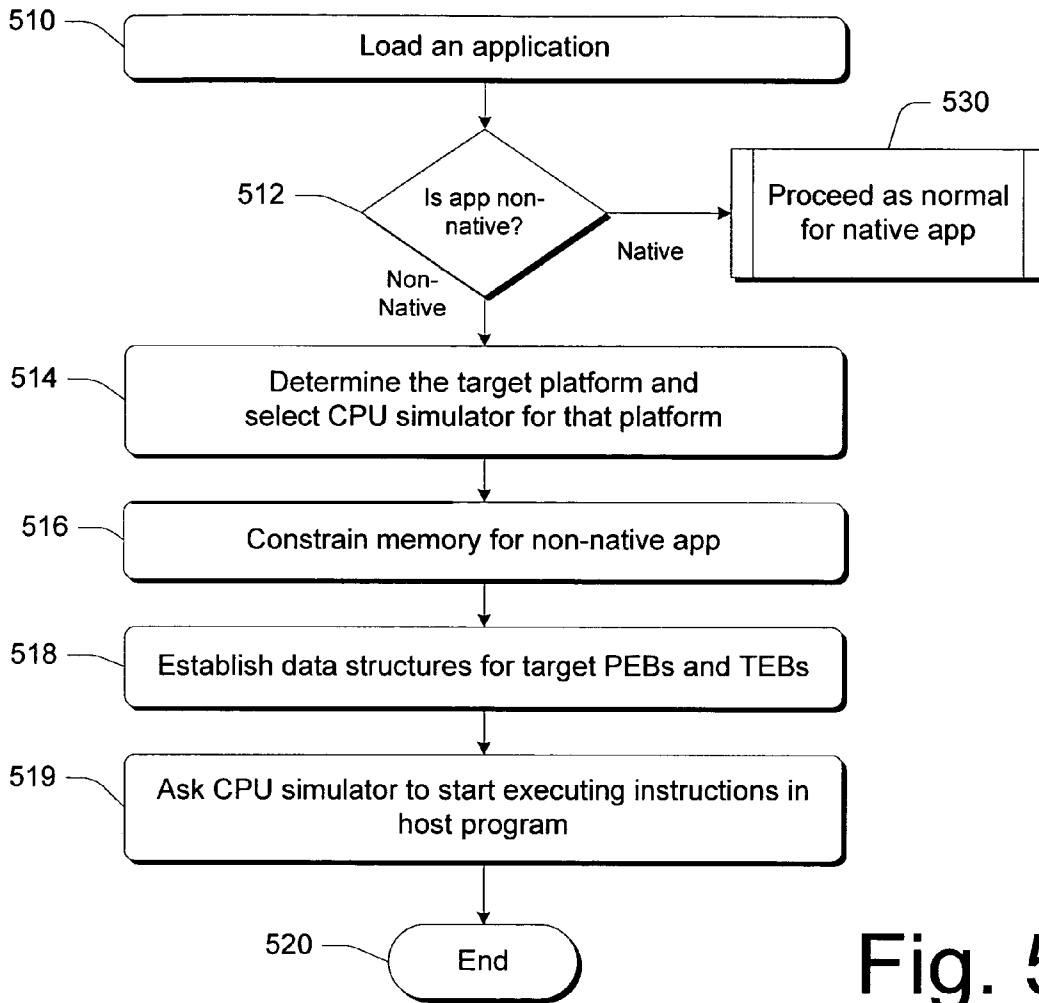 510
Load an application
530
512
Is app non-
native?
Proceed as normal
for native app
Native
Non-
Native
514
Determine the target platform and
select CPU simulator for that platform
516
Constrain memory for non-native app
518
Establish data structures for target PEBs and TEBs
519
Ask CPU simulator to start executing instructions in
host program
520
End
Fig. 5